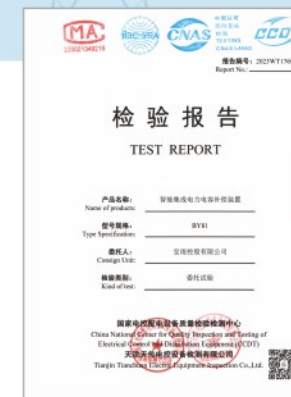 MA
ilac-MRA
CNAS
报告编号：2023WT1769
Report No.:
检 验 报 告
TEST REPORT
产品名称：
智能集成电力电容补偿装置
Name of products:
型号规格：
BY81
Type Specification:
委托人：
宝得控股有限公司
Consign Unit:
检验类别：
委托试验
Kind of test:
国家电控配电设备质量检验检测中心
China National Center for Quality Inspection and Testing of
Electrical Control and Distribution Equipment (CCDT)
天津天传电控设备检测有限公司
Tianjin Tianchuan Electric Equipment Inspection Co.,Ltd.